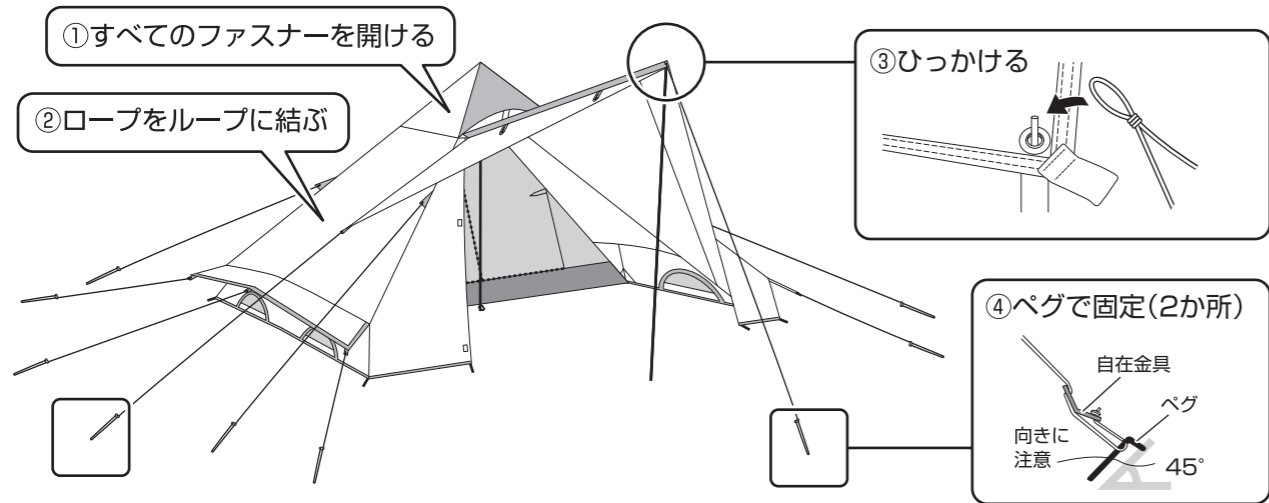 ①すべてのファスナーを開ける
②ロープをループに結ぶ
③ひっかける
④ペグで固定(2か所)
自在金具
ペグ
向きに
注意
45°